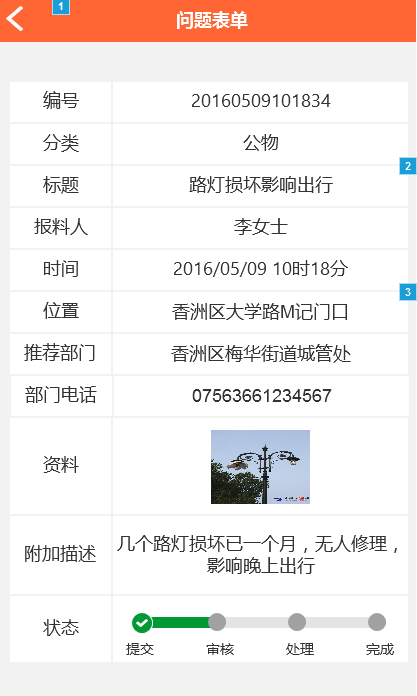 1
问题表单
编号 20160509101834
分类 公物
2
标题 路灯损坏影响出行
报料人 李女士
时间 2016/05/09 10时18分
3
位置 香洲区大学路M记门口
推荐部门 香洲区梅华街道城管处
部门电话 07563661234567
资料
附加描述 几个路灯损坏已一个月，无人修理，
影响晚上出行
状态
提交 审核 处理 完成